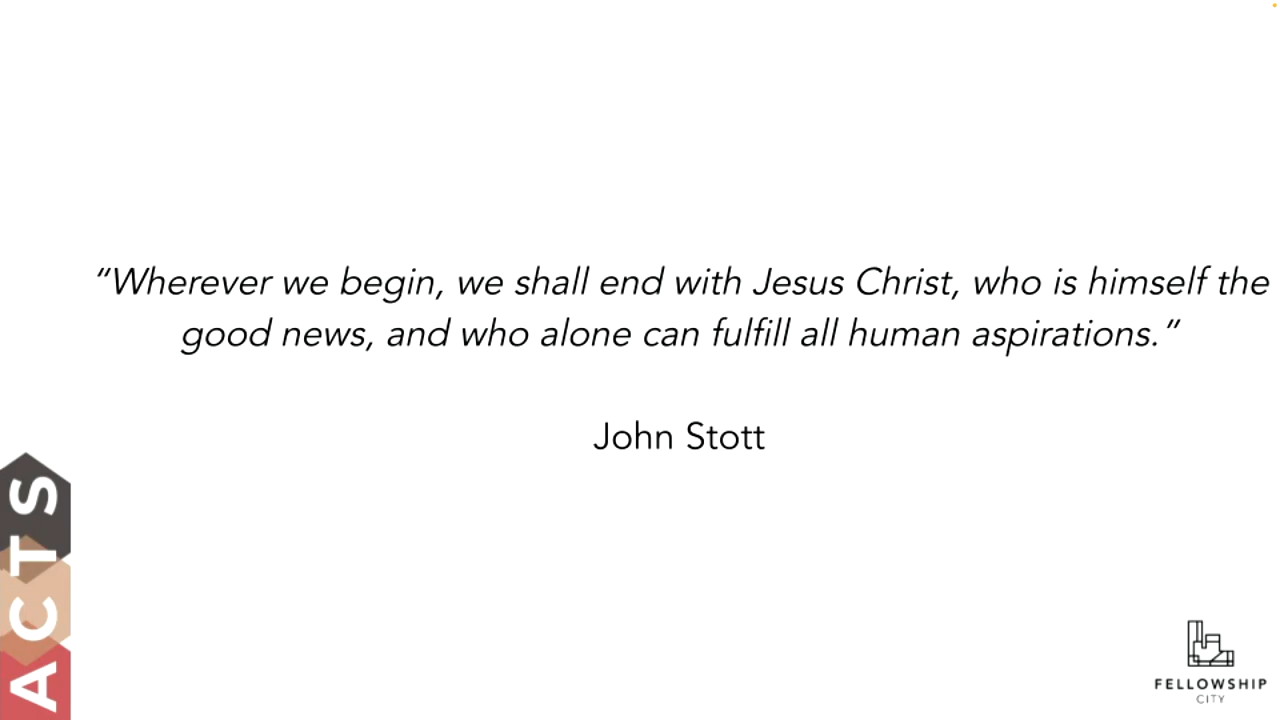 “Wherever we begin, we shall end with Jesus Christ, who is himself the
good news, and who alone can fulfill all human aspirations.”
John Stott
ACTS
FELLOWSHIP
CITY